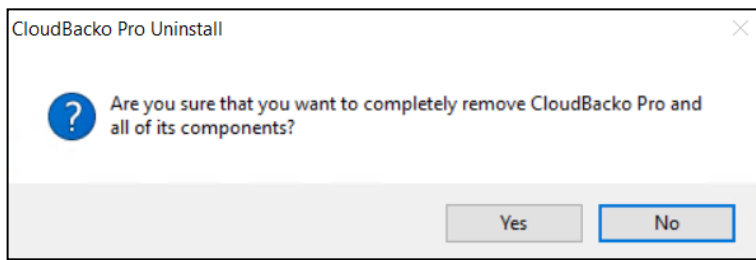 CloudBacko Pro Uninstall
Are you sure that you want to completely remove CloudBacko Pro and
all of its components?
Yes
No